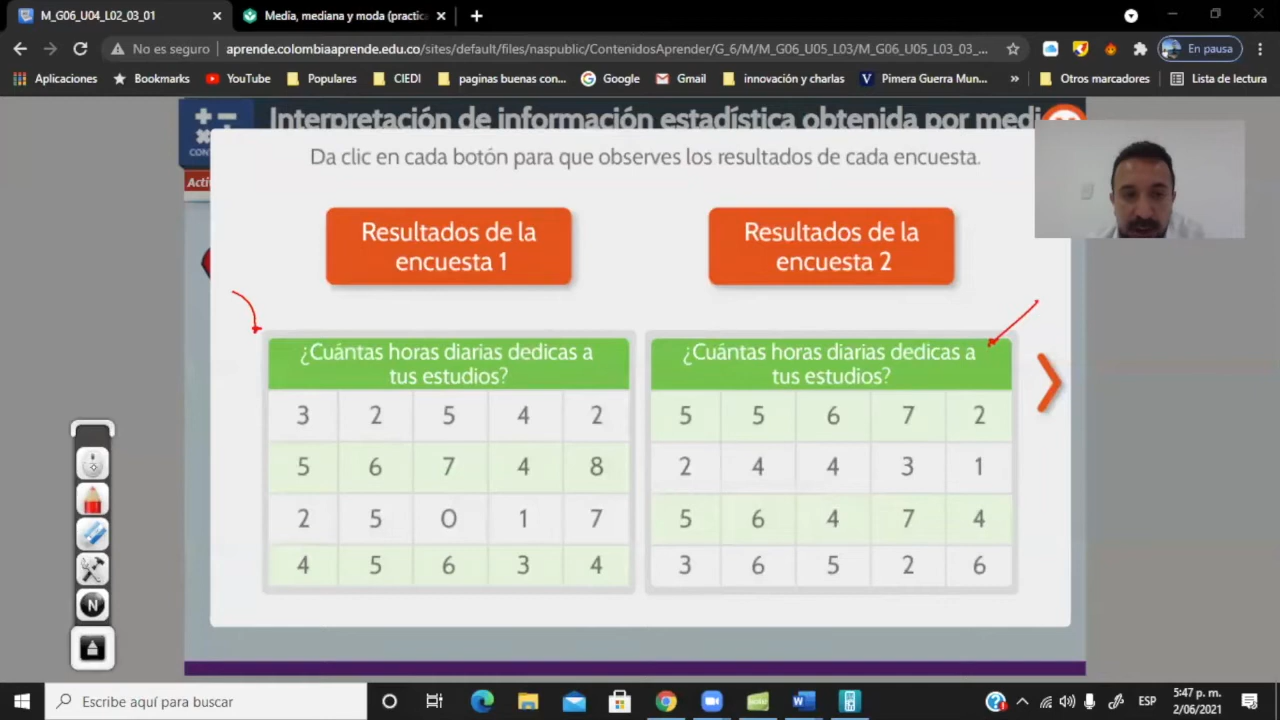 M_G06_U04_L02_03_01
Media, mediana y moda (practica
No es seguro
aprende.colombiaaprende.edu.co/sites/default/files/naspublic/ContenidosAprender/G_6/M/M_G06_U05_L03/M_G06_U05_L03_03_...
En pausa
Aplicaciones
Bookmarks
YouTube
Populares
CIEDI
paginas buenas con...
Google
Gmail
innovación y charlas
Pimera Guerra Mun...
»
Otros marcadores
Lista de lectura
Interpretación de información estadística obtenida por medi
CON
Acti
Da clic en cada botón para que observes los resultados de cada encuesta.
Resultados de la
encuesta 1
Resultados de la
encuesta 2
¿Cuántas horas diarias dedicas a
tus estudios?
3 2 5 4 2
5 6 7 4 8
2 5 0 1 7
4 5 6 3 4
¿Cuántas horas diarias dedicas a
tus estudios?
5 5 6 7 2
2 4 4 3 1
5 6 4 7 4
3 6 5 2 6
N
Escribe aquí para buscar
ESP
5:47 p. m.
2/06/2021